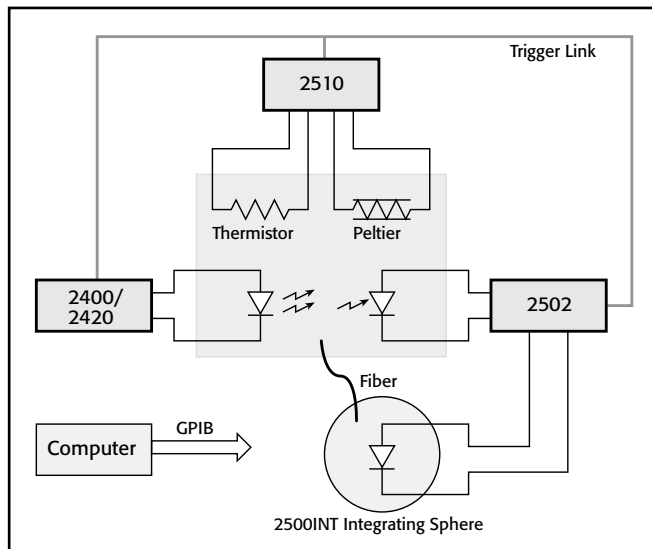 Trigger Link
2510
Thermistor
Peltier
2400/
2420
2502
Fiber
GPIB
Computer
2500INT Integrating Sphere